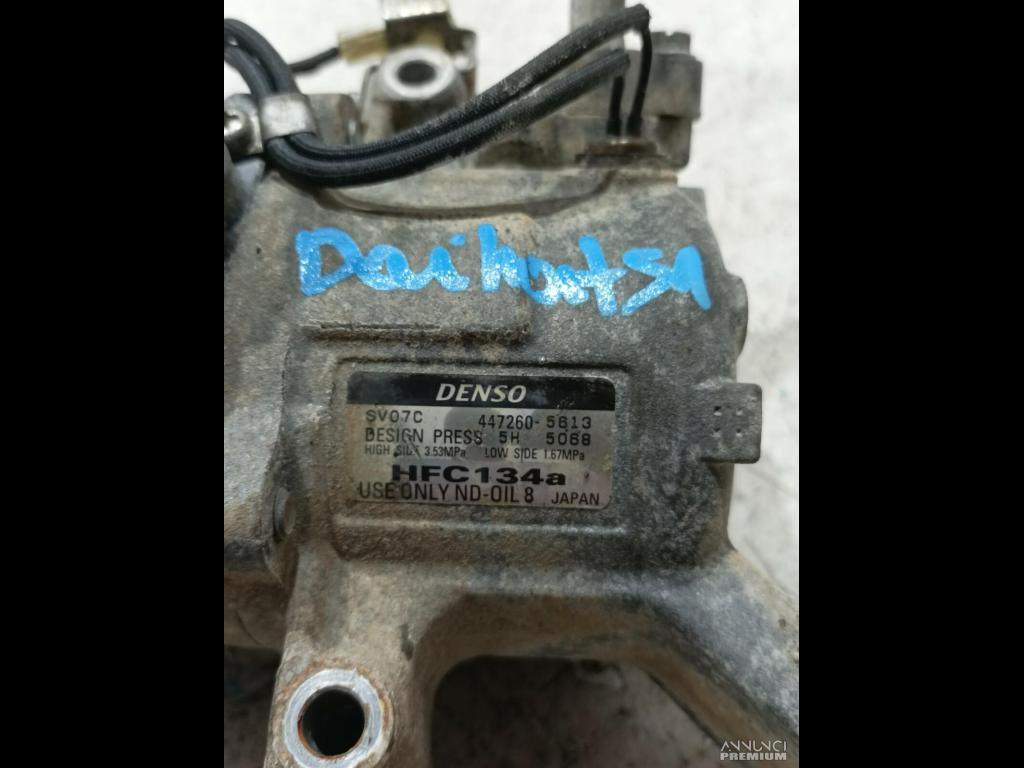 Daihatsu
DENSO
SV07C 447260-5613
DESIGN PRESS 5H 5068
HIGH SIDE 3.53MPa LOW SIDE 1.67MPa
HFC134a
USE ONLY ND-OIL 8 JAPAN
ANNUNCI
PREMIUM